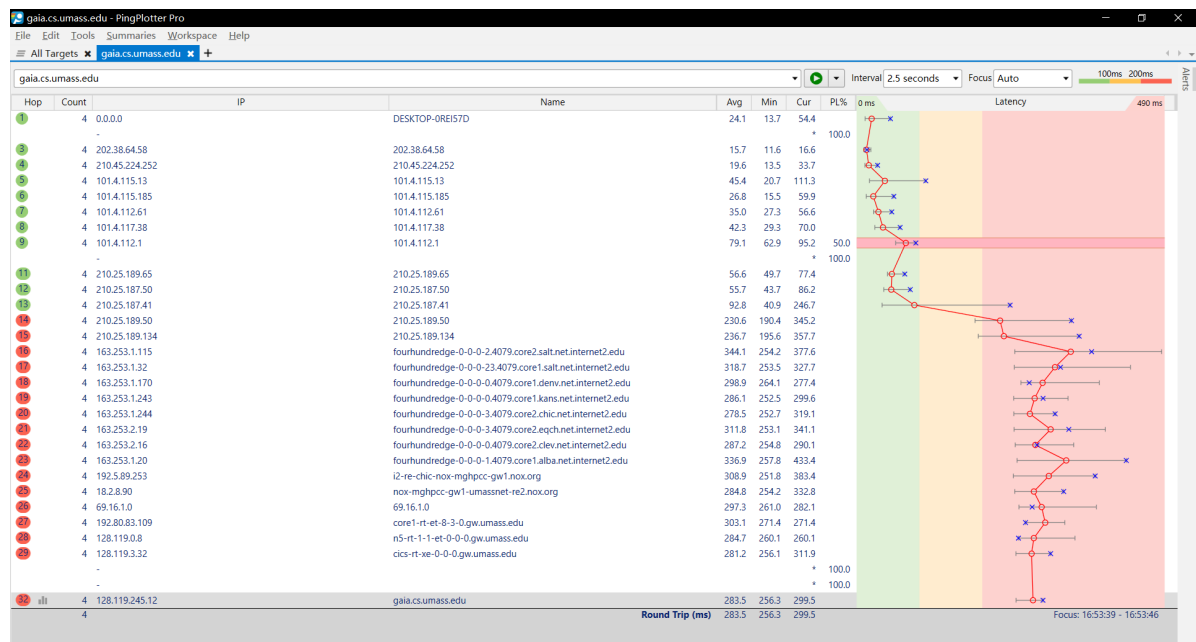 gaia.cs.umass.edu - PingPlotter Pro
File Edit Tools Summaries Workspace Help
All Targets gaia.cs.umass.edu +
gaia.cs.umass.edu Interval 2.5 seconds Focus Auto 100ms 200ms
Alerts
Hop Count IP Name Avg Min Cur PL% 0 ms Latency 490 ms
1 4 0.0.0.0 DESKTOP-0REI57D 24.1 13.7 54.4
- * 100.0
3 4 202.38.64.58 202.38.64.58 15.7 11.6 16.6
4 4 210.45.224.252 210.45.224.252 19.6 13.5 33.7
5 4 101.4.115.13 101.4.115.13 45.4 20.7 111.3
6 4 101.4.115.185 101.4.115.185 26.8 15.5 59.9
7 4 101.4.112.61 101.4.112.61 35.0 27.3 56.6
8 4 101.4.117.38 101.4.117.38 42.3 29.3 70.0
9 4 101.4.112.1 101.4.112.1 79.1 62.9 95.2 50.0
- * 100.0
11 4 210.25.189.65 210.25.189.65 56.6 49.7 77.4
12 4 210.25.187.50 210.25.187.50 55.7 43.7 86.2
13 4 210.25.187.41 210.25.187.41 92.8 40.9 246.7
14 4 210.25.189.50 210.25.189.50 230.6 190.4 345.2
15 4 210.25.189.134 210.25.189.134 236.7 195.6 357.7
16 4 163.253.1.115 fourhundredge-0-0-0-2.4079.core2.salt.net.internet2.edu 344.1 254.2 377.6
17 4 163.253.1.32 fourhundredge-0-0-0-23.4079.core1.salt.net.internet2.edu 318.7 253.5 327.7
18 4 163.253.1.170 fourhundredge-0-0-0-0.4079.core1.denv.net.internet2.edu 298.9 264.1 277.4
19 4 163.253.1.243 fourhundredge-0-0-0-0.4079.core1.kans.net.internet2.edu 286.1 252.5 299.6
20 4 163.253.1.244 fourhundredge-0-0-0-3.4079.core2.chic.net.internet2.edu 278.5 252.7 319.1
21 4 163.253.2.19 fourhundredge-0-0-0-3.4079.core2.eqch.net.internet2.edu 311.8 253.1 341.1
22 4 163.253.2.16 fourhundredge-0-0-0-0.4079.core2.clev.net.internet2.edu 287.2 254.8 290.1
23 4 163.253.1.20 fourhundredge-0-0-0-1.4079.core1.alba.net.internet2.edu 336.9 257.8 433.4
24 4 192.5.89.253 i2-re-chic-nox-mghpcc-gw1.nox.org 308.9 251.8 383.4
25 4 18.2.8.90 nox-mghpcc-gw1-umassnet-re2.nox.org 284.8 254.2 332.8
26 4 69.16.1.0 69.16.1.0 297.3 261.0 282.1
27 4 192.80.83.109 core1-rt-et-8-3-0.gw.umass.edu 303.1 271.4 271.4
28 4 128.119.0.8 n5-rt-1-1-et-0-0-0.gw.umass.edu 284.7 260.1 260.1
29 4 128.119.3.32 cics-rt-xe-0-0-0.gw.umass.edu 281.2 256.1 311.9
- * 100.0
- * 100.0
32 4 128.119.245.12 gaia.cs.umass.edu 283.5 256.3 299.5
4 Round Trip (ms) 283.5 256.3 299.5 Focus: 16:53:39 - 16:53:46